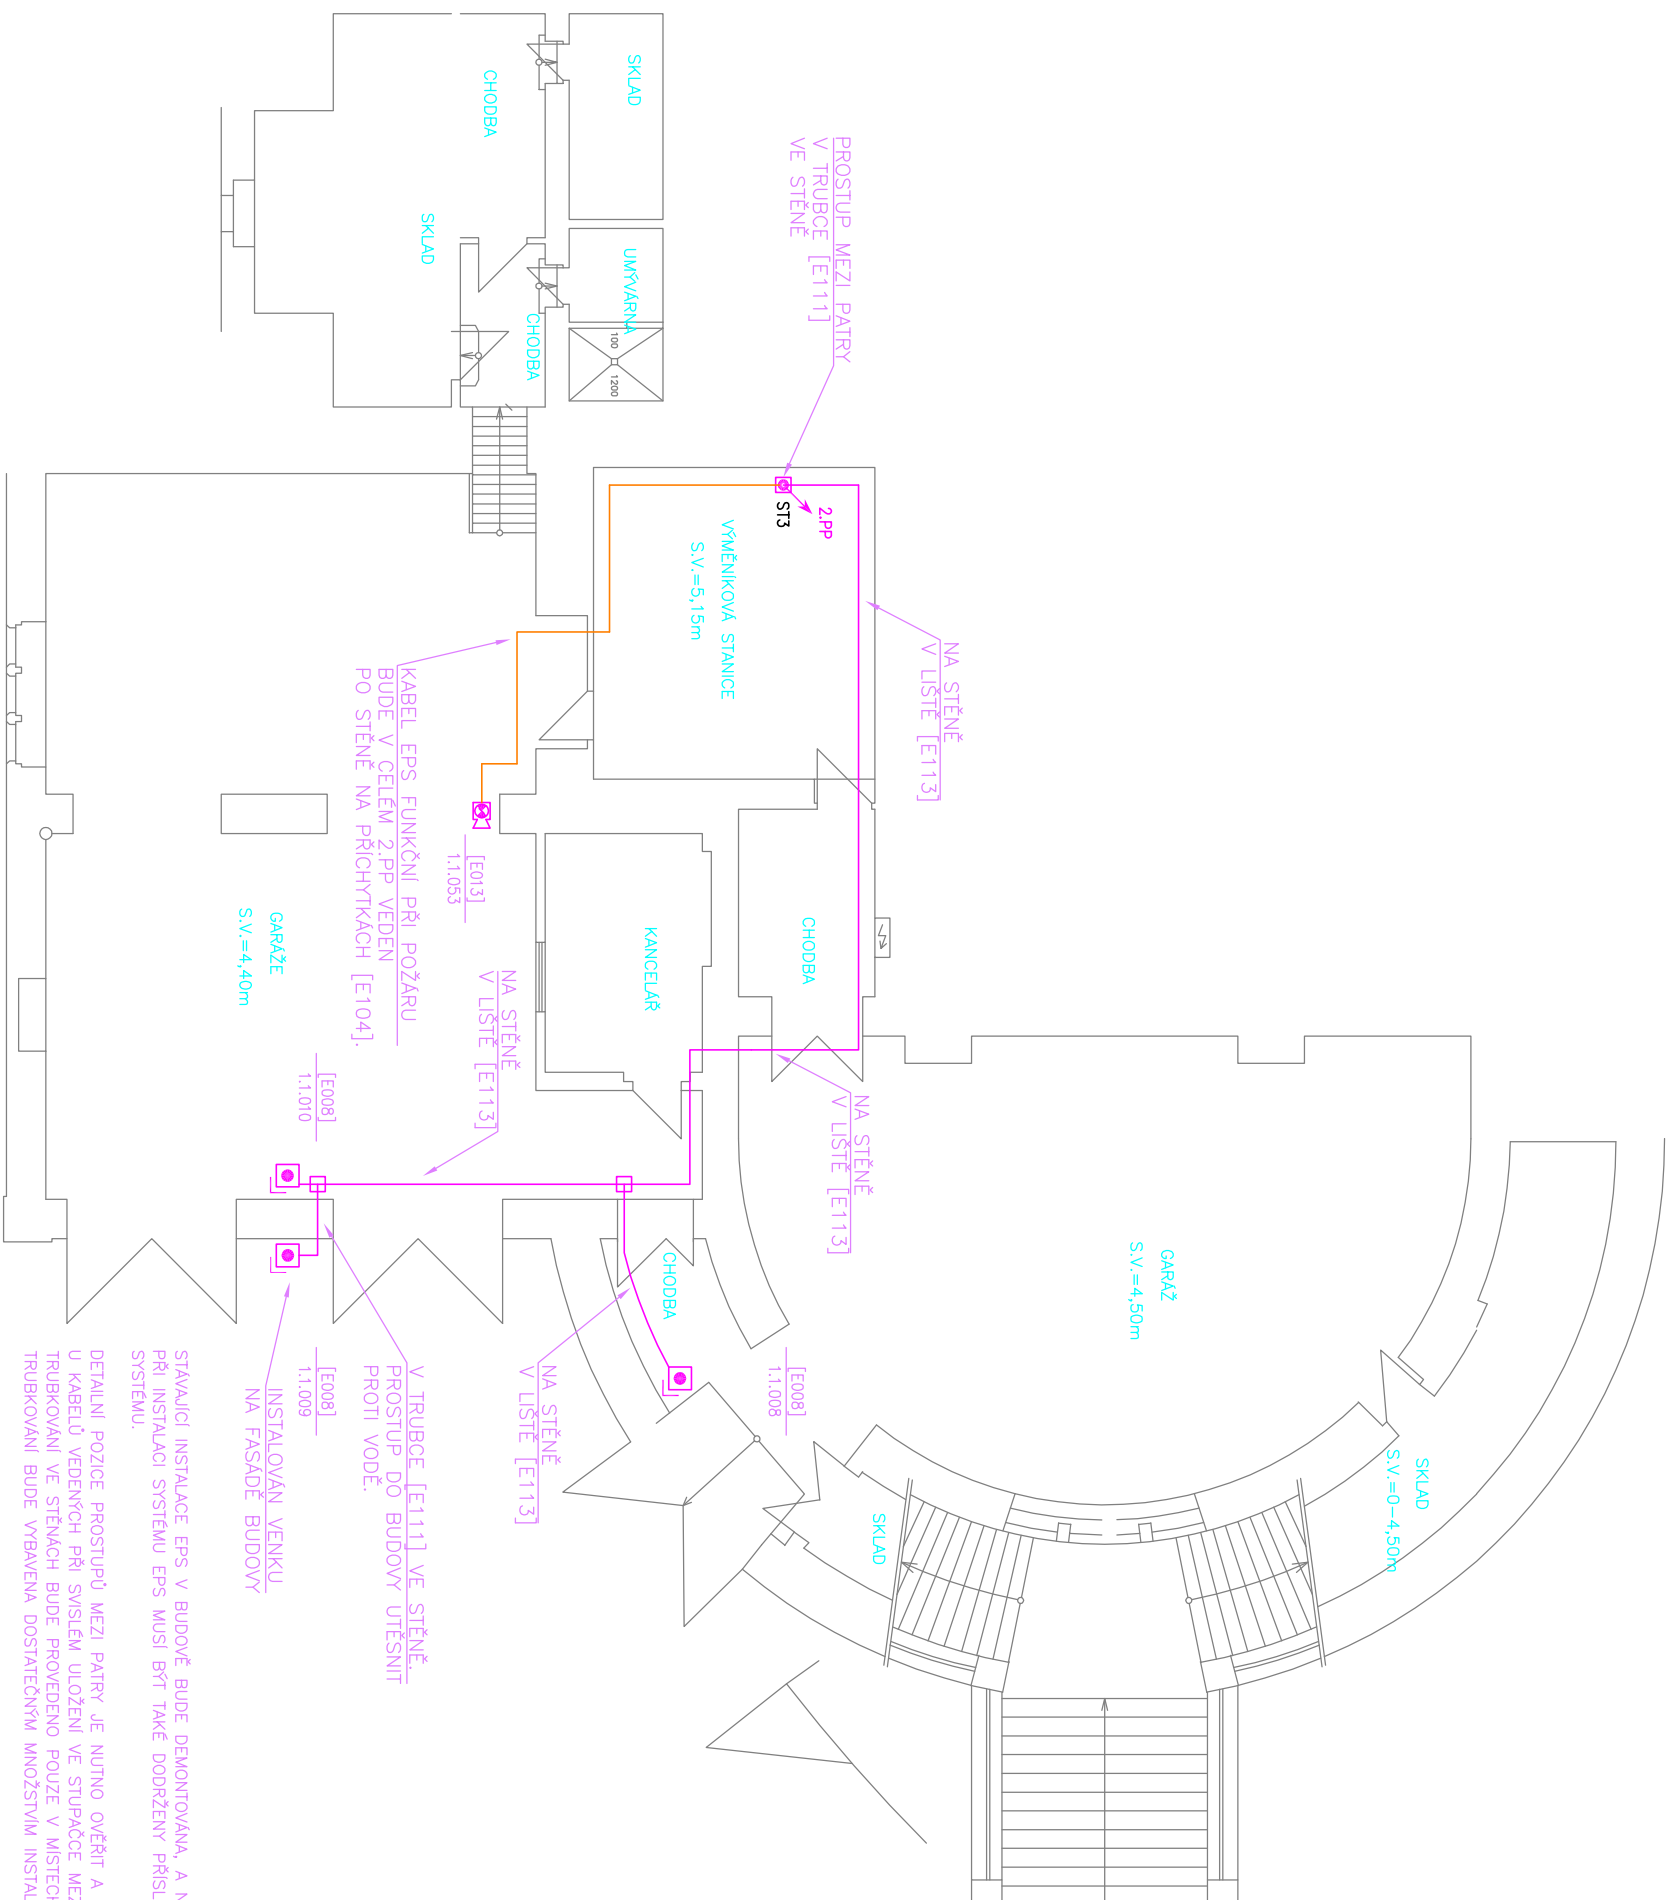 SKLAD
CHODBA
SKLAD
UMÝVÁRNA
CHODBA
100
1200
PROSTUP MEZI PATRY
V TRUBCE [E111]
VE STĚNĚ
2.PP
ST3
VÝMĚNÍKOVÁ STANICE
S.V.=5,15m
NA STĚNĚ
V LIŠTĚ [E113]
KABEL EPS FUNKČNÍ PŘI POŽÁRU
BUDE V CELÉM 2.PP VEDEN
PO STĚNĚ NA PŘÍCHYTKÁCH [E104].
[E013]
1.1.053
GARÁŽE
S.V.=4,40m
KANCELÁŘ
CHODBA
NA STĚNĚ
V LIŠTĚ [E113]
[E008]
1.1.010
NA STĚNĚ
V LIŠTĚ [E113]
GARÁŽ
S.V.=4,50m
CHODBA
[E008]
1.1.008
[E008]
1.1.009
NA STĚNĚ
V LIŠTĚ [E113]
V TRUBCE [E111] VE STĚNĚ.
PROSTUP DO BUDOVY UTĚSNIT
PROTI VODĚ.
INSTALOVÁN VENKU
NA FASÁDĚ BUDOVY
SKLAD
S.V.=0-4,50m
SKLAD
STÁVAJÍCÍ INSTALACE EPS V BUDOVĚ BUDE DEMONTOVÁNA, A N
PŘI INSTALACI SYSTÉMU EPS MUSÍ BÝT TAKÉ DODRŽENY PŘÍSL
SYSTÉMU.
DETAILNÍ POZICE PROSTUPŮ MEZI PATRY JE NUTNO OVĚŘIT A
U KABELŮ VEDENÝCH PŘI SVISLÉM ULOŽENÍ VE STUPAČCE MEZ
TRUBKOVÁNÍ VE STĚNÁCH BUDE PROVEDENO POUZE V MÍSTECH
TRUBKOVÁNÍ BUDE VYBAVENA DOSTATEČNÝM MNOŽSTVÍM INSTAL